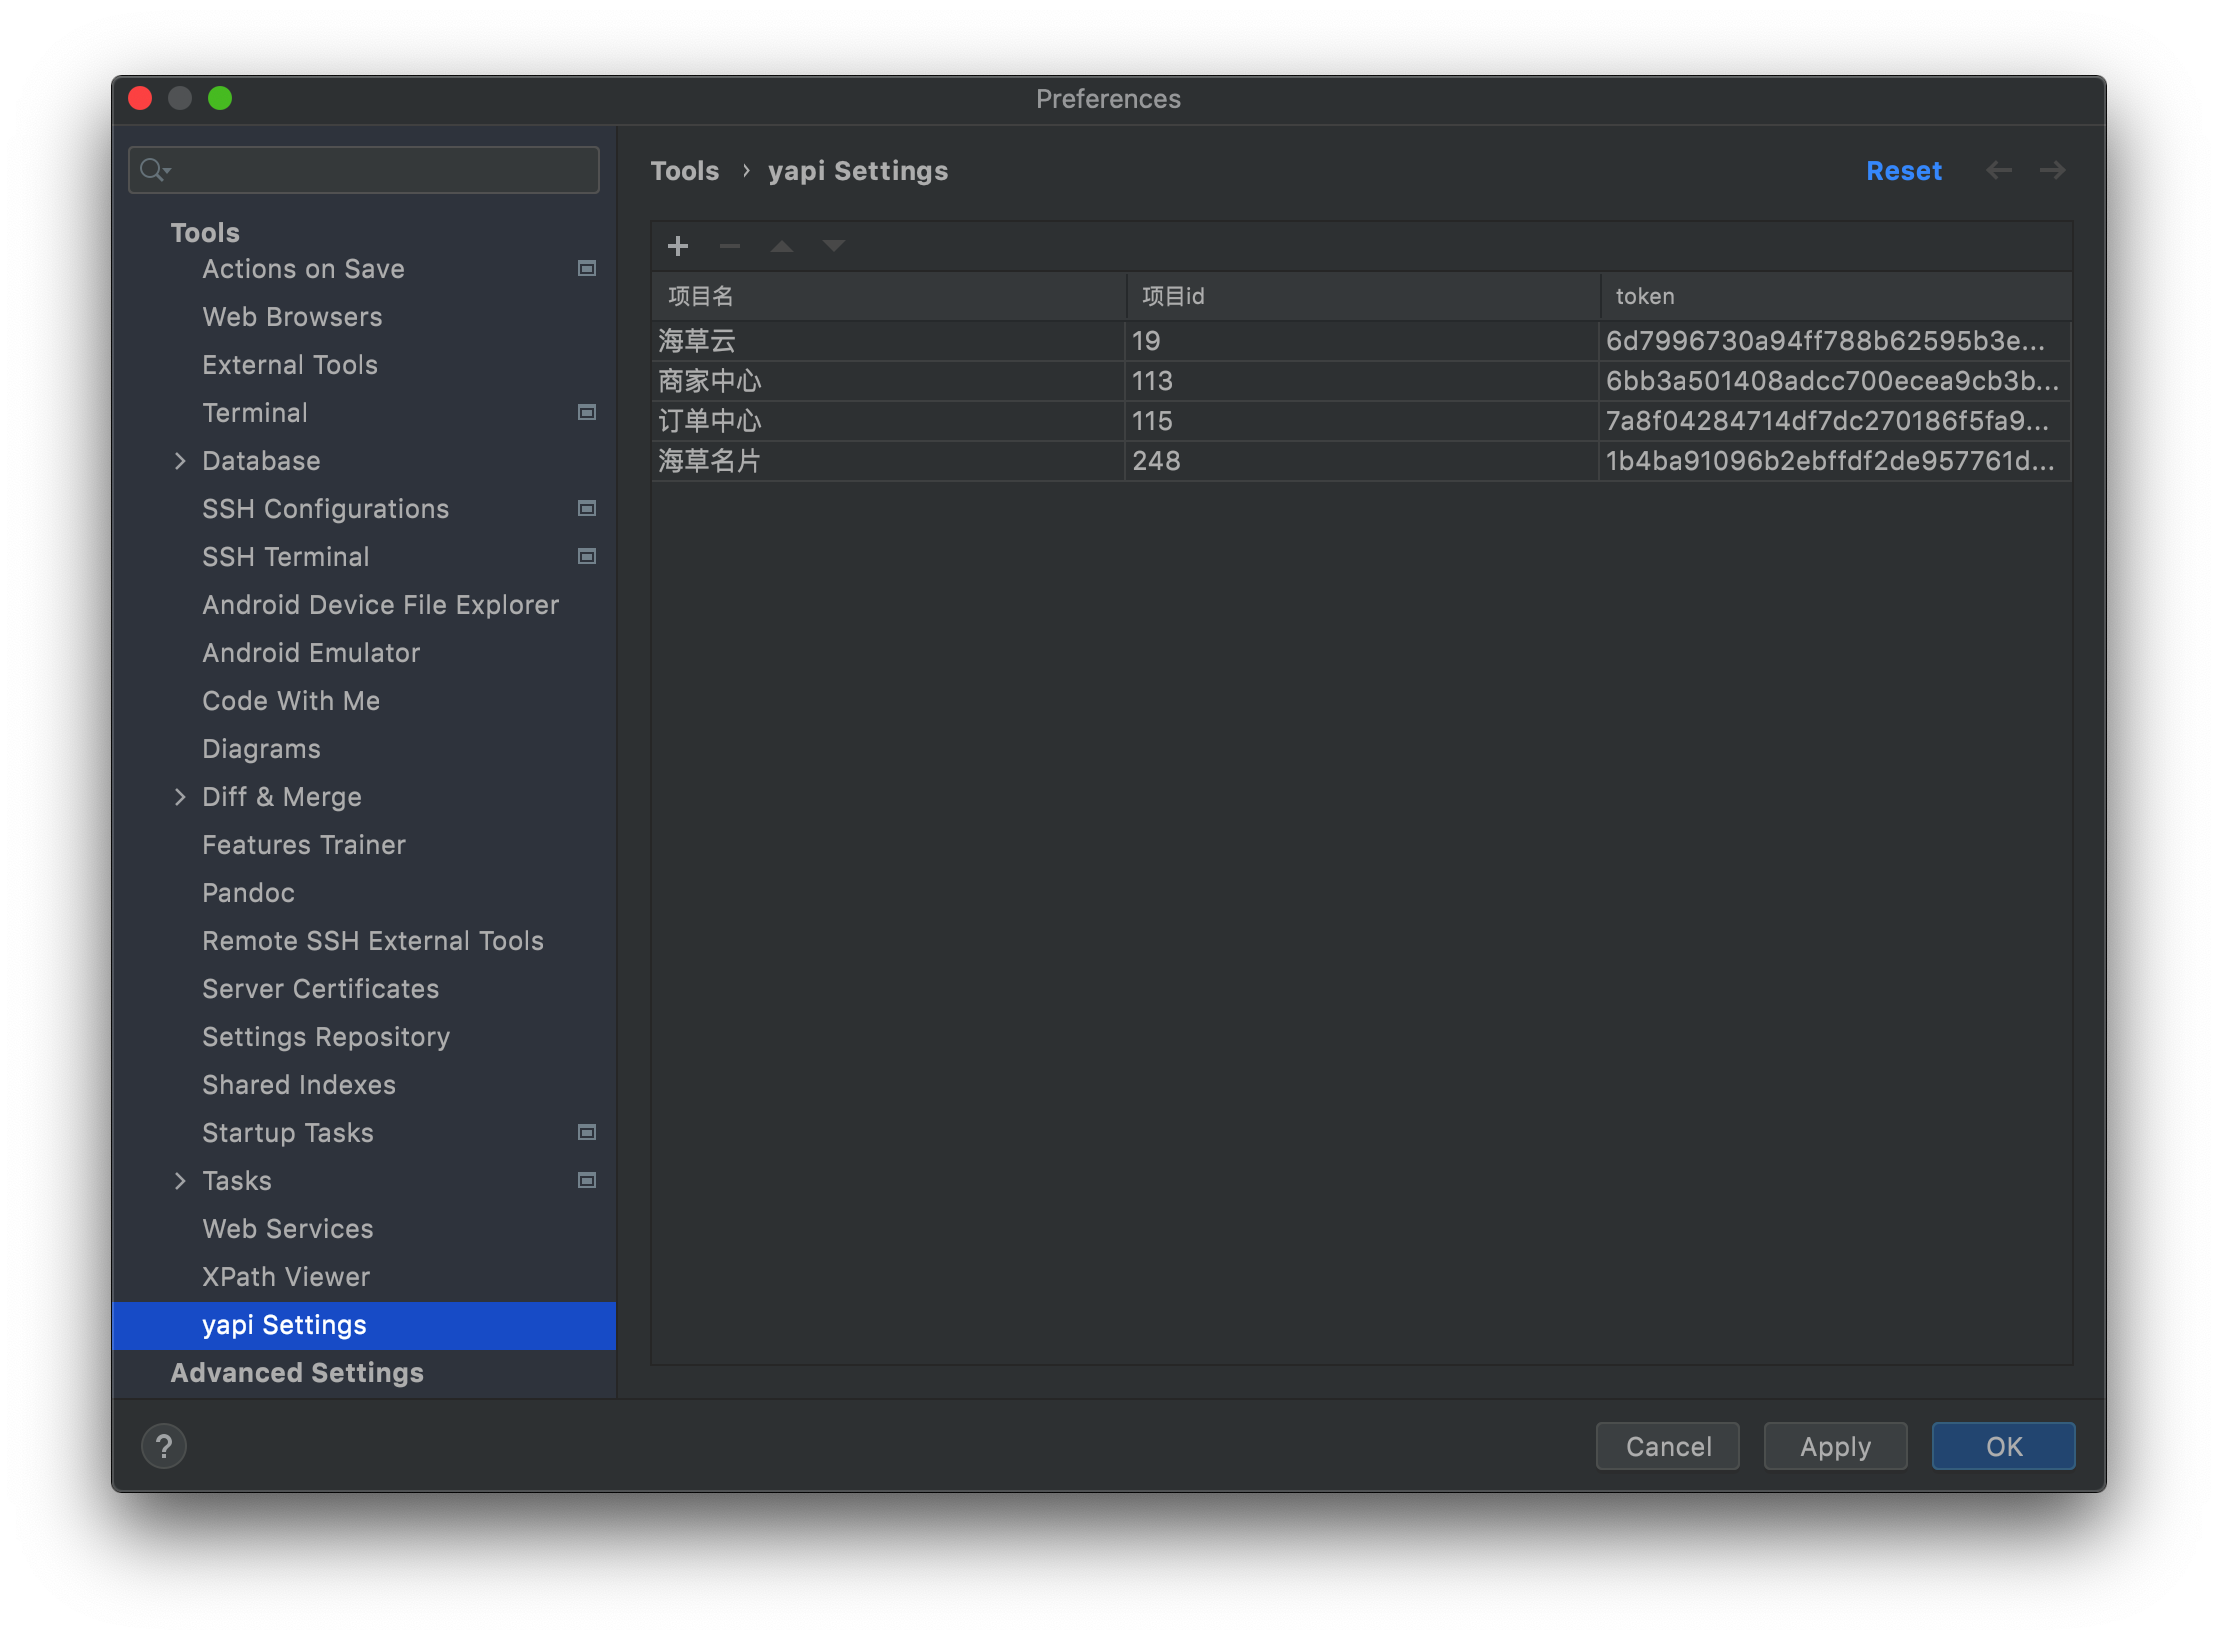 Preferences
Tools
Actions on Save
Web Browsers
External Tools
Terminal
Database
SSH Configurations
SSH Terminal
Android Device File Explorer
Android Emulator
Code With Me
Diagrams
Diff & Merge
Features Trainer
Pandoc
Remote SSH External Tools
Server Certificates
Settings Repository
Shared Indexes
Startup Tasks
Tasks
Web Services
XPath Viewer
yapi Settings
Advanced Settings
Tools › yapi Settings Reset
项目名 项目id token
海草云 19 6d7996730a94ff788b62595b3e...
商家中心 113 6bb3a501408adcc700ecea9cb3b...
订单中心 115 7a8f04284714df7dc270186f5fa9...
海草名片 248 1b4ba91096b2ebffdf2de957761d...
? Cancel Apply OK